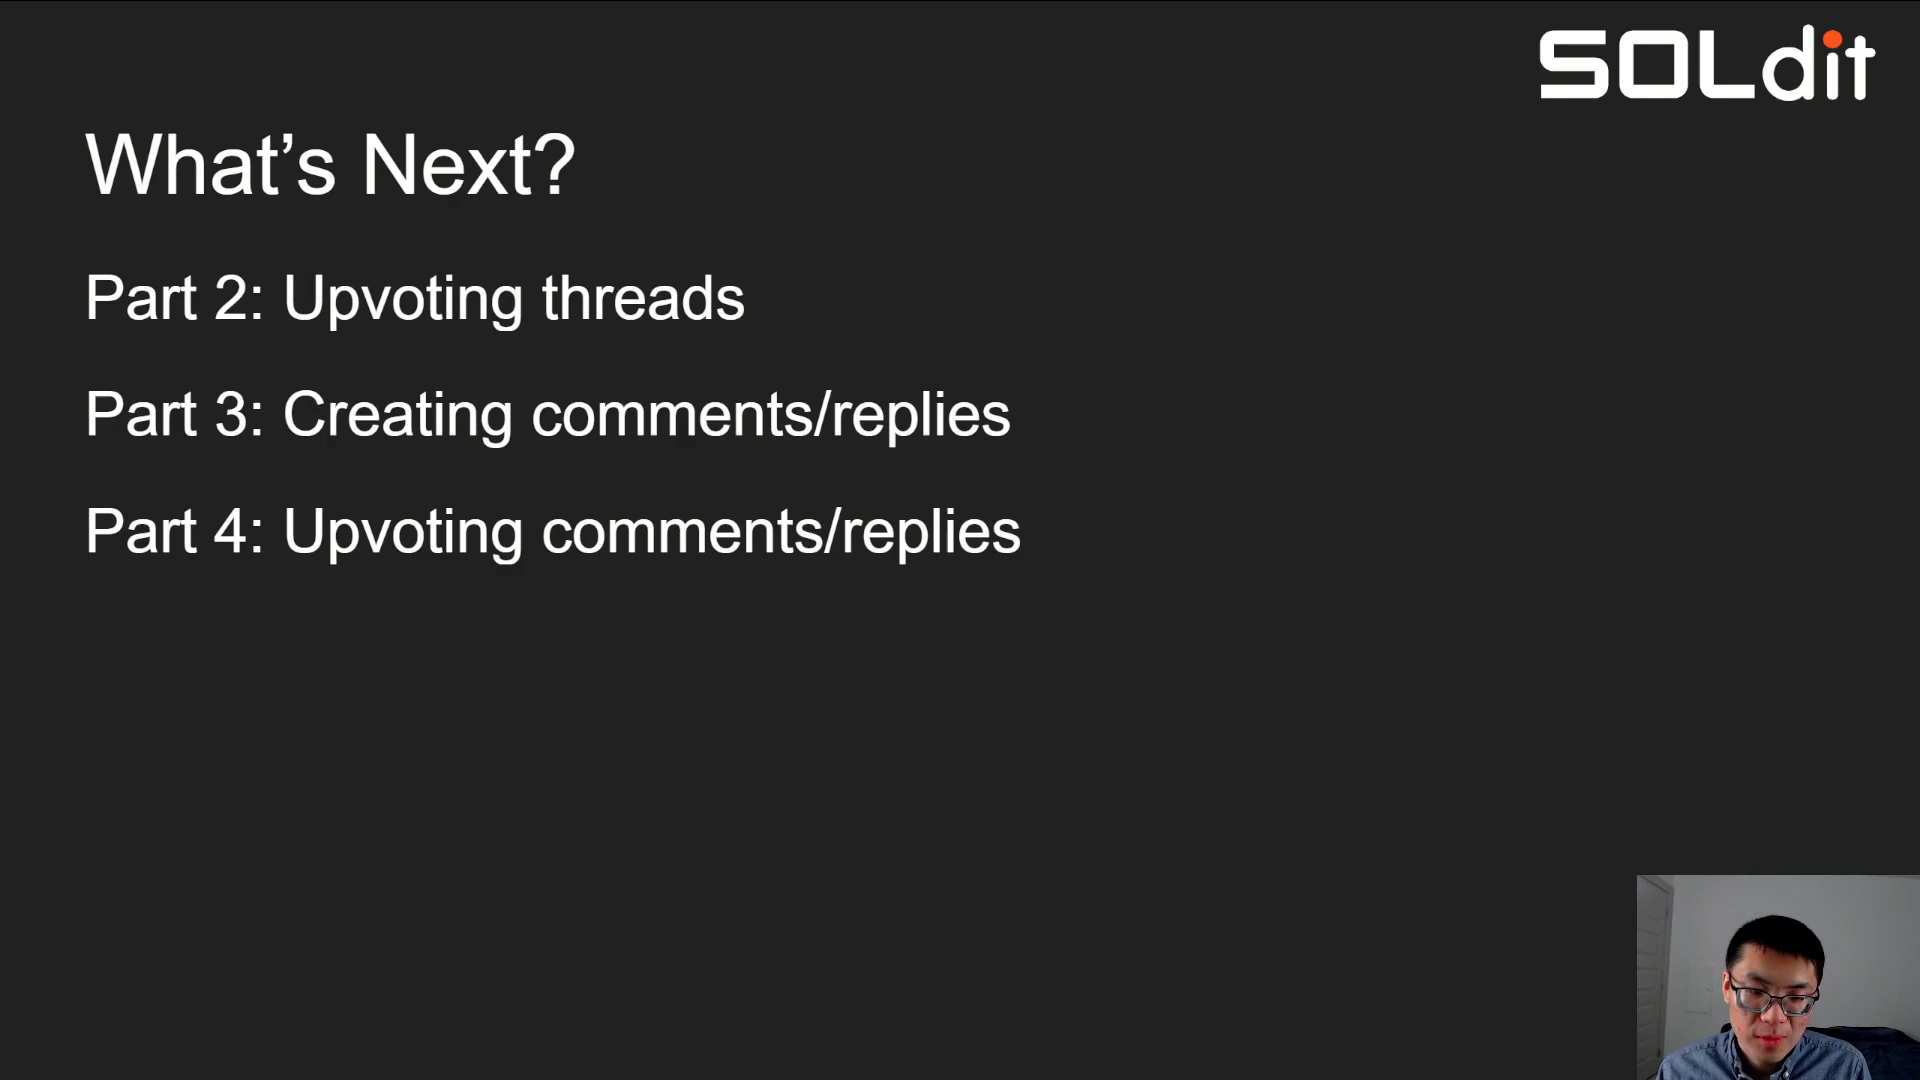 SOLdit
What’s Next?
Part 2: Upvoting threads
Part 3: Creating comments/replies
Part 4: Upvoting comments/replies